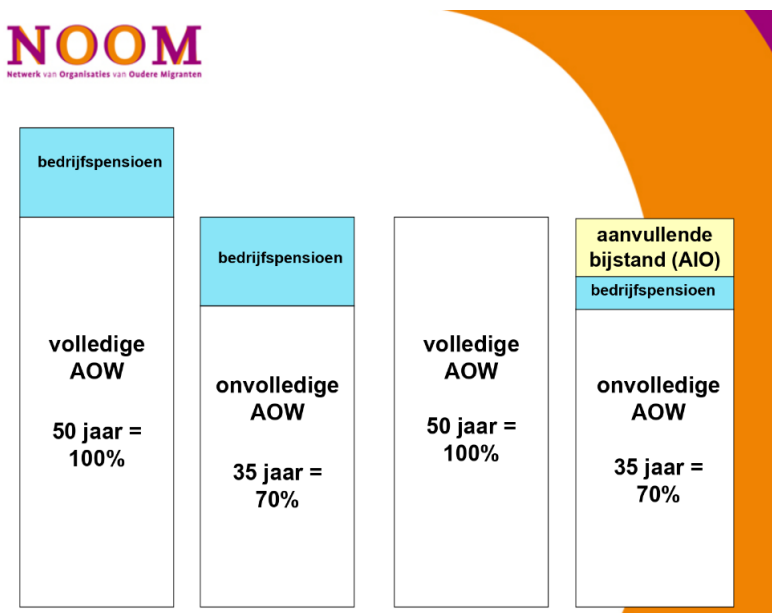 NOOM
Netwerk van Organisaties van Oudere Migranten
bedrijfspensioen
volledige
AOW
50 jaar =
100%
bedrijfspensioen
onvolledige
AOW
35 jaar =
70%
volledige
AOW
50 jaar =
100%
aanvullende
bijstand (AIO)
bedrijfspensioen
onvolledige
AOW
35 jaar =
70%